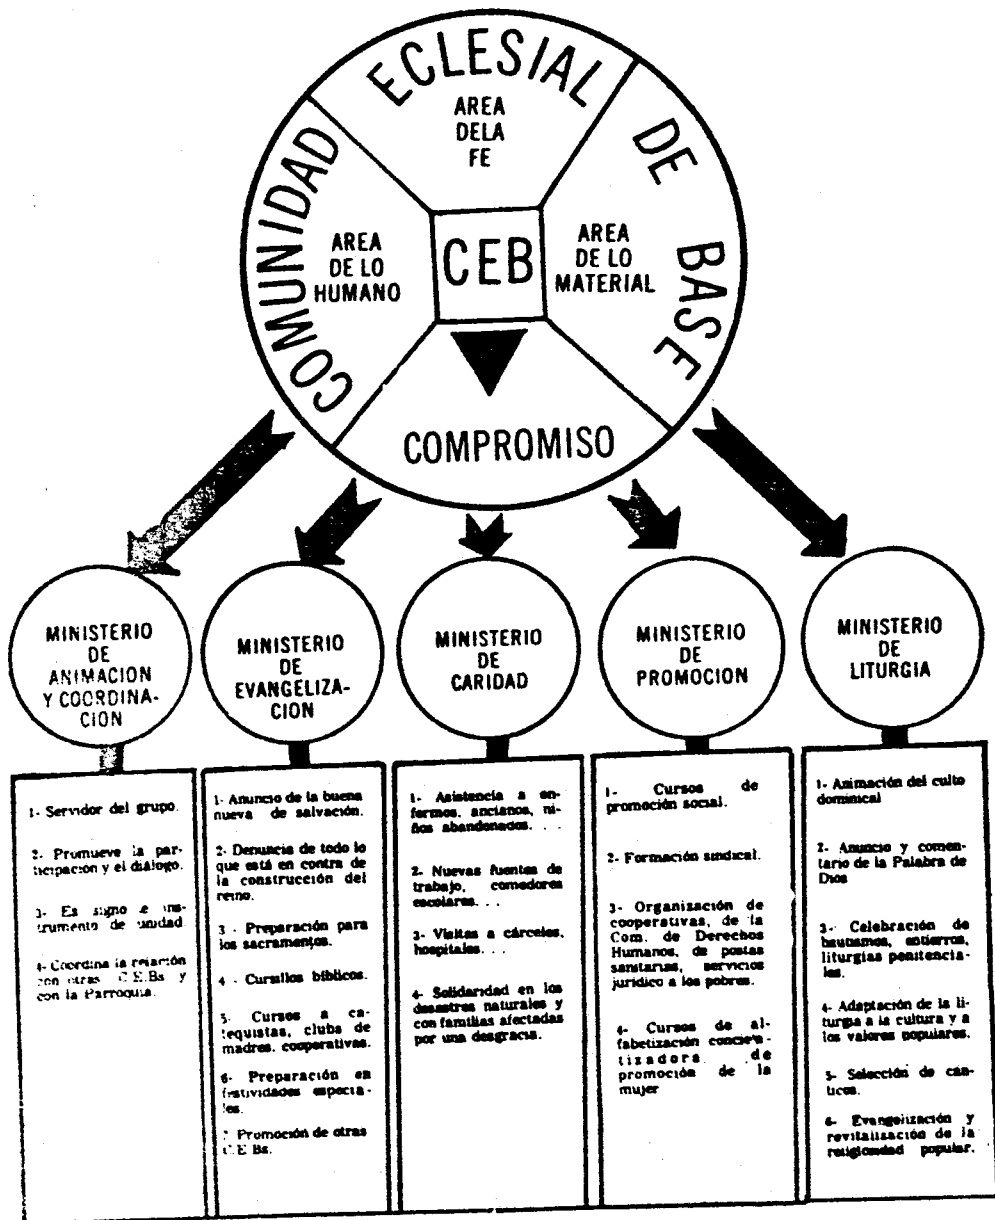 COMUNIDAD ECLESIAL DE BASE
AREA
DELA
FE
AREA
DE LO
HUMANO
CEB
AREA
DE LO
MATERIAL
COMPROMISO
MINISTERIO
DE
ANIMACION
Y COORDINA-
CION
1- Servidor del grupo.
2- Promueve la par-
ticipación y el diálogo.
3- Es signo e ins-
trumento de unidad.
4- Coordina la relación
con otras C.E.Bs y
con la Parroquia.
MINISTERIO
DE
EVANGELIZA-
CION
1- Anuncio de la buena
nueva de salvación.
2- Denuncia de todo lo
que está en contra de
la construcción del
reino.
3 - Preparación para
los sacramentos.
4 - Cursillos bíblicos.
5- Cursos a ca-
tequistas, clubs de
madres, cooperativas.
6- Preparación en
festividades especia-
les.
7 Promoción de otras
C.E.Bs.
MINISTERIO
DE
CARIDAD
1- Asistencia a en-
fermos, ancianos, ni-
ños abandonados. . .
2- Nuevas fuentes de
trabajo, comedores
escolares. . .
3- Visitas a cárceles,
hospitales. . .
4- Solidaridad en los
desastres naturales y
con familias afectadas
por una desgracia.
MINISTERIO
DE
PROMOCION
1- Cursos de
promoción social.
2- Formación sindical.
3- Organización de
cooperativas, de la
Com. de Derechos
Humanos, de postas
sanitarias, servicios
jurídico a los pobres.
4- Cursos de al-
fabetización concien-
tizadora de
promoción de la
mujer
MINISTERIO
DE
LITURGIA
1- Animación del culto
dominical
2- Anuncio y comen-
tario de la Palabra de
Dios
3- Celebración de
bautismos, entierros,
liturgias penitencia-
les.
4- Adaptación de la li-
turgia a la cultura y a
los valores populares.
5- Selección de cán-
ticos.
6- Evangelización y
revitalización de la
religiosidad popular.